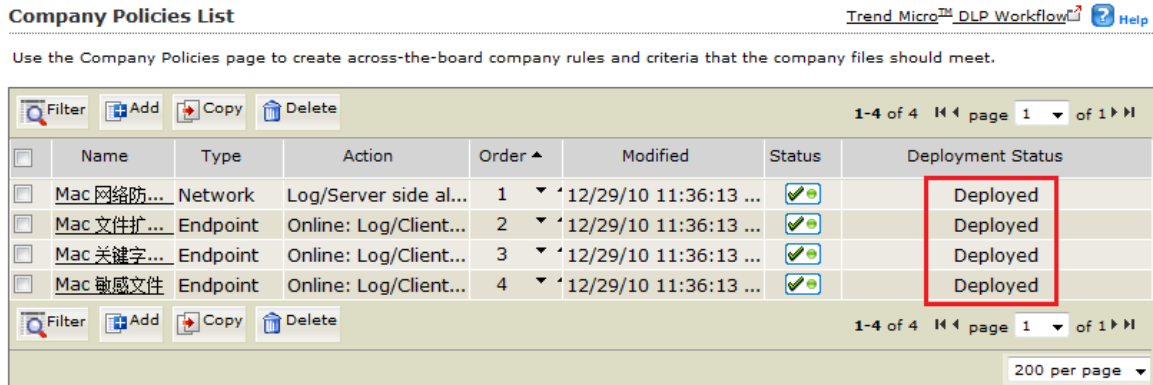 Company Policies List
Trend Micro™ DLP Workflow Help
Use the Company Policies page to create across-the-board company rules and criteria that the company files should meet.
Filter Add Copy Delete 1-4 of 4 page 1 of 1
Name Type Action Order Modified Status Deployment Status
Mac 网络防... Network Log/Server side al... 1 12/29/10 11:36:13 ... Deployed
Mac 文件扩... Endpoint Online: Log/Client... 2 12/29/10 11:36:13 ... Deployed
Mac 关键字... Endpoint Online: Log/Client... 3 12/29/10 11:36:13 ... Deployed
Mac 敏感文件 Endpoint Online: Log/Client... 4 12/29/10 11:36:13 ... Deployed
Filter Add Copy Delete 1-4 of 4 page 1 of 1
200 per page